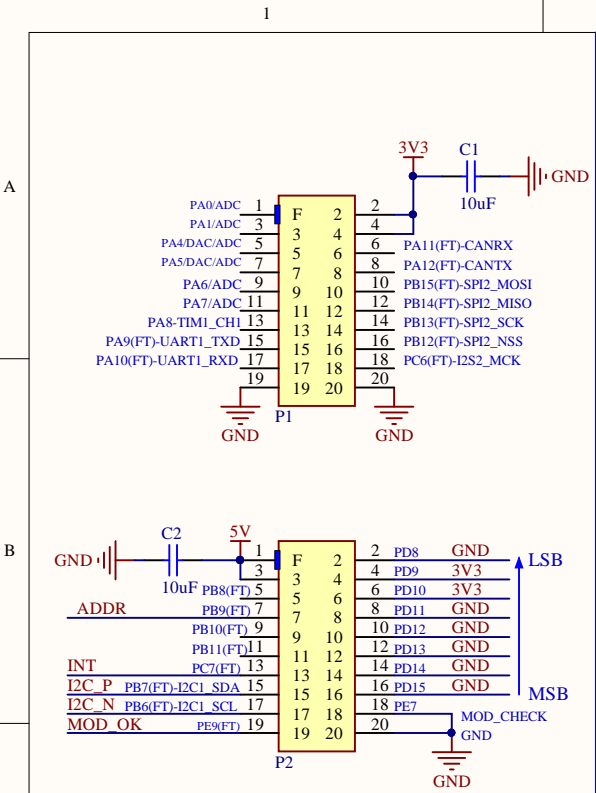 1
A
3V3
C1
GND
10uF
PA0/ADC 1 F 2 2
PA1/ADC 3 3 4 4
PA4/DAC/ADC 5 5 6 6 PA11(FT)-CANRX
PA5/DAC/ADC 7 7 8 8 PA12(FT)-CANTX
PA6/ADC 9 9 10 10 PB15(FT)-SPI2_MOSI
PA7/ADC 11 11 12 12 PB14(FT)-SPI2_MISO
PA8-TIM1_CH1 13 13 14 14 PB13(FT)-SPI2_SCK
PA9(FT)-UART1_TXD 15 15 16 16 PB12(FT)-SPI2_NSS
PA10(FT)-UART1_RXD 17 17 18 18 PC6(FT)-I2S2_MCK
19 19 20 20
P1
GND GND
B
C2
5V
GND
10uF
1 F 2 2 PD8 GND LSB
3 3 4 4 PD9 3V3
PB8(FT) 5 5 6 6 PD10 3V3
ADDR PB9(FT) 7 7 8 8 PD11 GND
PB10(FT) 9 9 10 10 PD12 GND
PB11(FT) 11 11 12 12 PD13 GND
INT PC7(FT) 13 13 14 14 PD14 GND
I2C_P PB7(FT)-I2C1_SDA 15 15 16 16 PD15 GND MSB
I2C_N PB6(FT)-I2C1_SCL 17 17 18 18 PE7 MOD_CHECK
MOD_OK PE9(FT) 19 19 20 20 GND
P2
GND